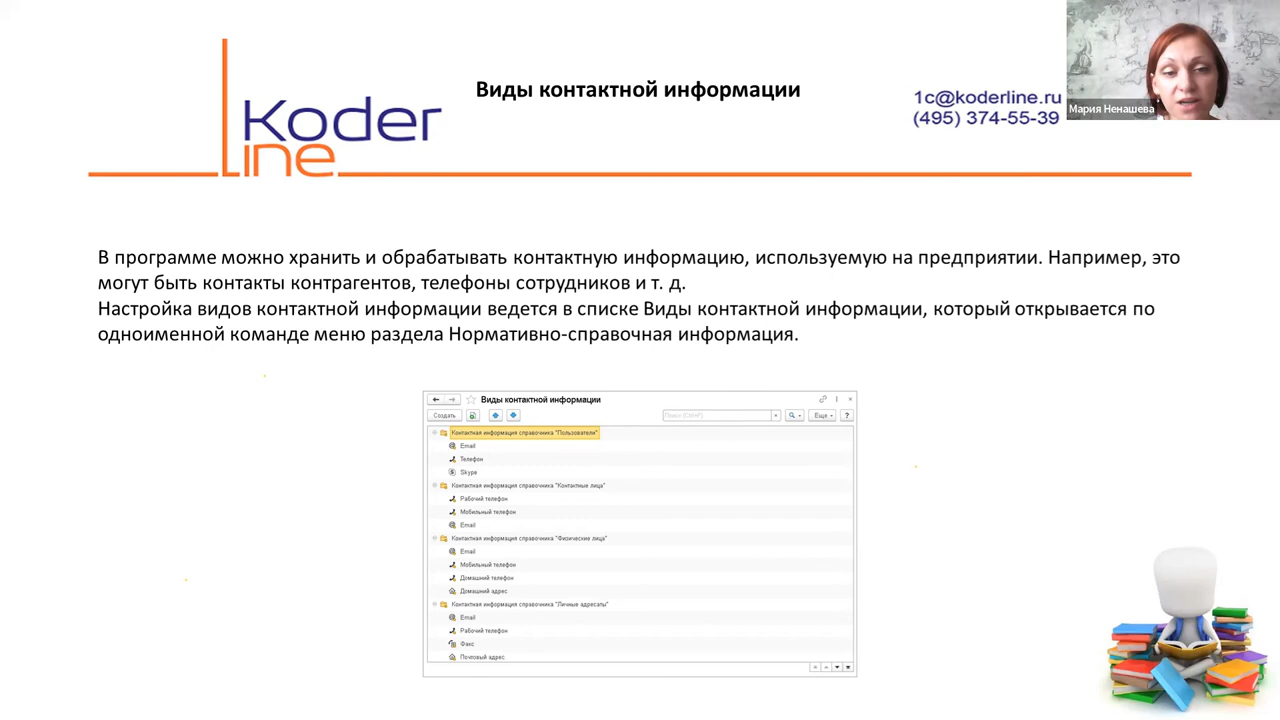 Виды контактной информации
Koder
line
1c@koderline.ru
(495) 374-55-39
Мария Ненашева
В программе можно хранить и обрабатывать контактную информацию, используемую на предприятии. Например, это
могут быть контакты контрагентов, телефоны сотрудников и т. д.
Настройка видов контактной информации ведется в списке Виды контактной информации, который открывается по
одноименной команде меню раздела Нормативно-справочная информация.
Виды контактной информации
Создать
Поиск (Ctrl+F)
Еще
?
Контактная информация справочника "Пользователи"
Email
Телефон
Skype
Контактная информация справочника "Контактные лица"
Рабочий телефон
Мобильный телефон
Email
Контактная информация справочника "Физические лица"
Email
Мобильный телефон
Домашний телефон
Домашний адрес
Контактная информация справочника "Личные адресаты"
Email
Рабочий телефон
Факс
Почтовый адрес